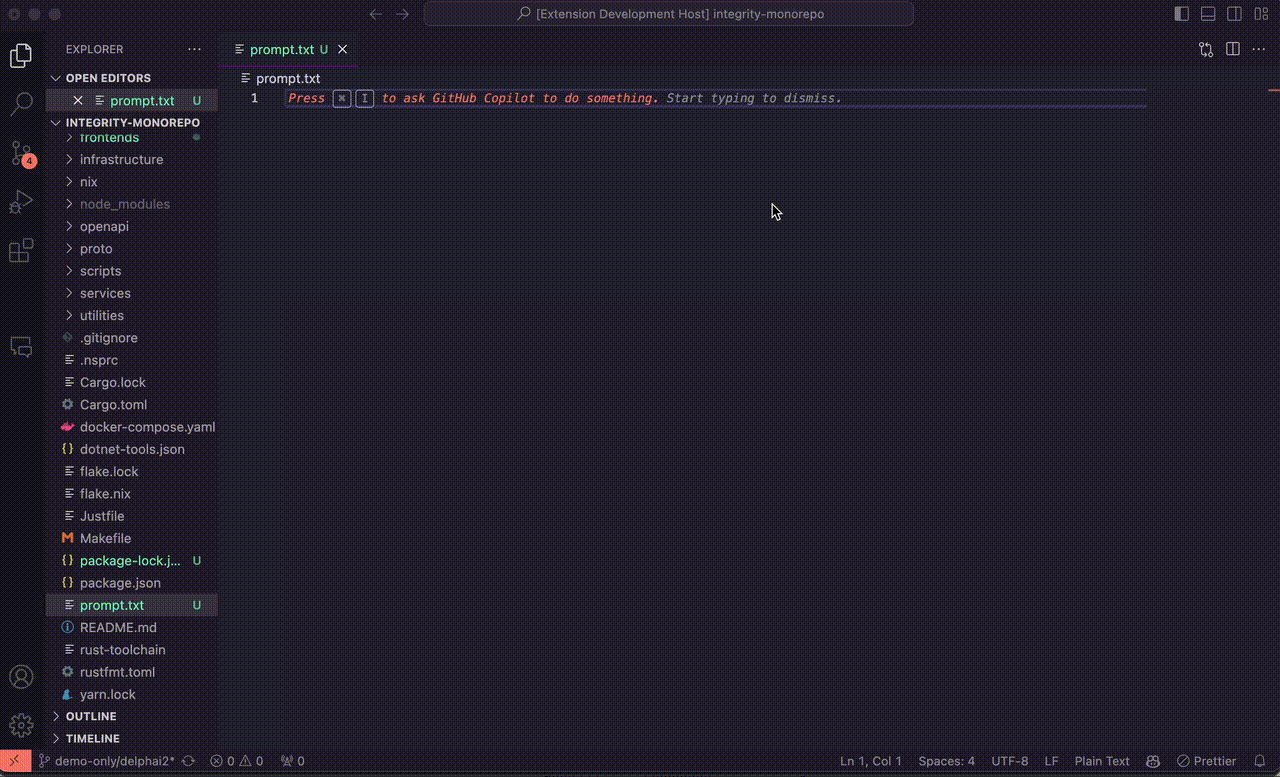 [Extension Development Host] integrity-monorepo
EXPLORER
prompt.txt U
OPEN EDITORS
prompt.txt U
INTEGRITY-MONOREPO
frontends
infrastructure
nix
node_modules
openapi
proto
scripts
services
utilities
.gitignore
.nsprc
Cargo.lock
Cargo.toml
docker-compose.yaml
dotnet-tools.json
flake.lock
flake.nix
Justfile
Makefile
package-lock.j... U
package.json
prompt.txt U
README.md
rust-toolchain
rustfmt.toml
yarn.lock
OUTLINE
TIMELINE
4
prompt.txt
1 Press ⌘ I to ask GitHub Copilot to do something. Start typing to dismiss.
demo-only/delphai2* 0 0 0
Ln 1, Col 1 Spaces: 4 UTF-8 LF Plain Text Prettier